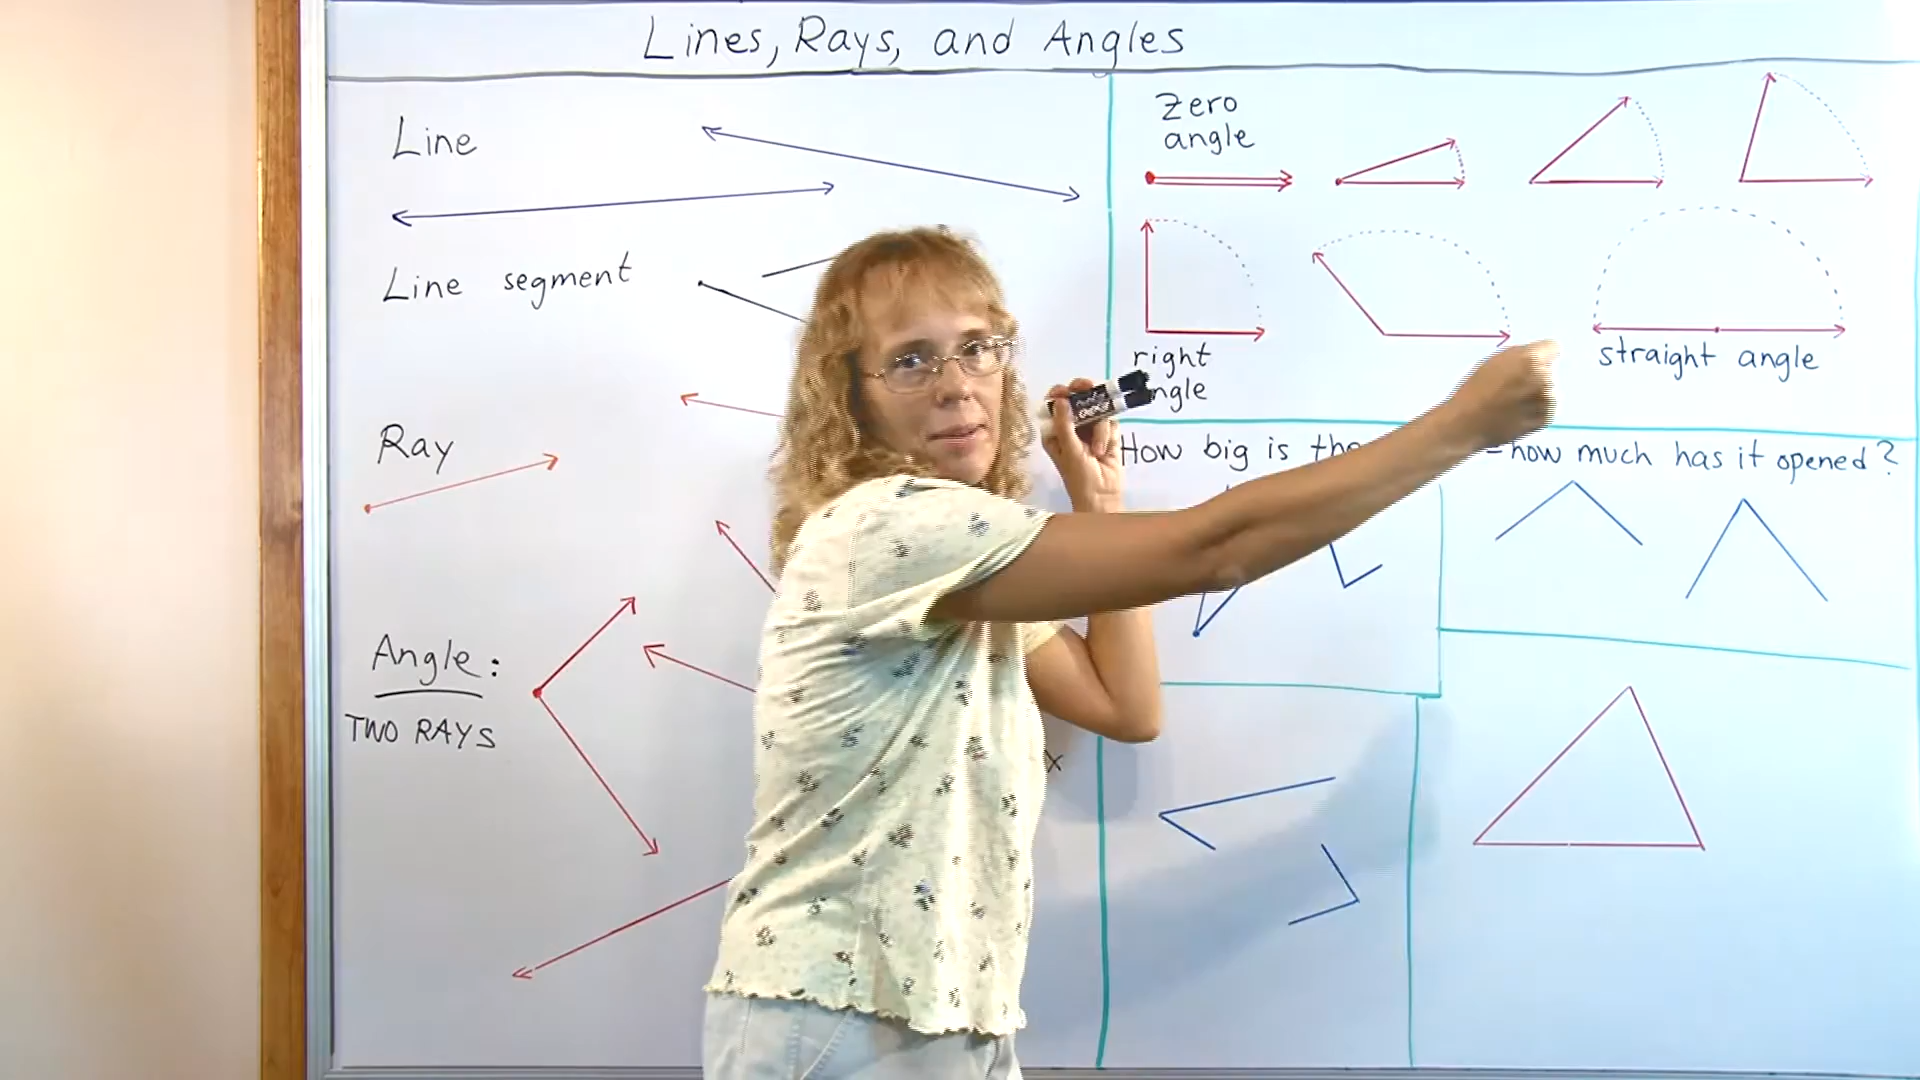 Lines, Rays, and Angles
Line
Line segment
Ray
Angle:
TWO RAYS
x
Zero
angle
right
ngle
straight angle
How big is the
- how much has it opened?